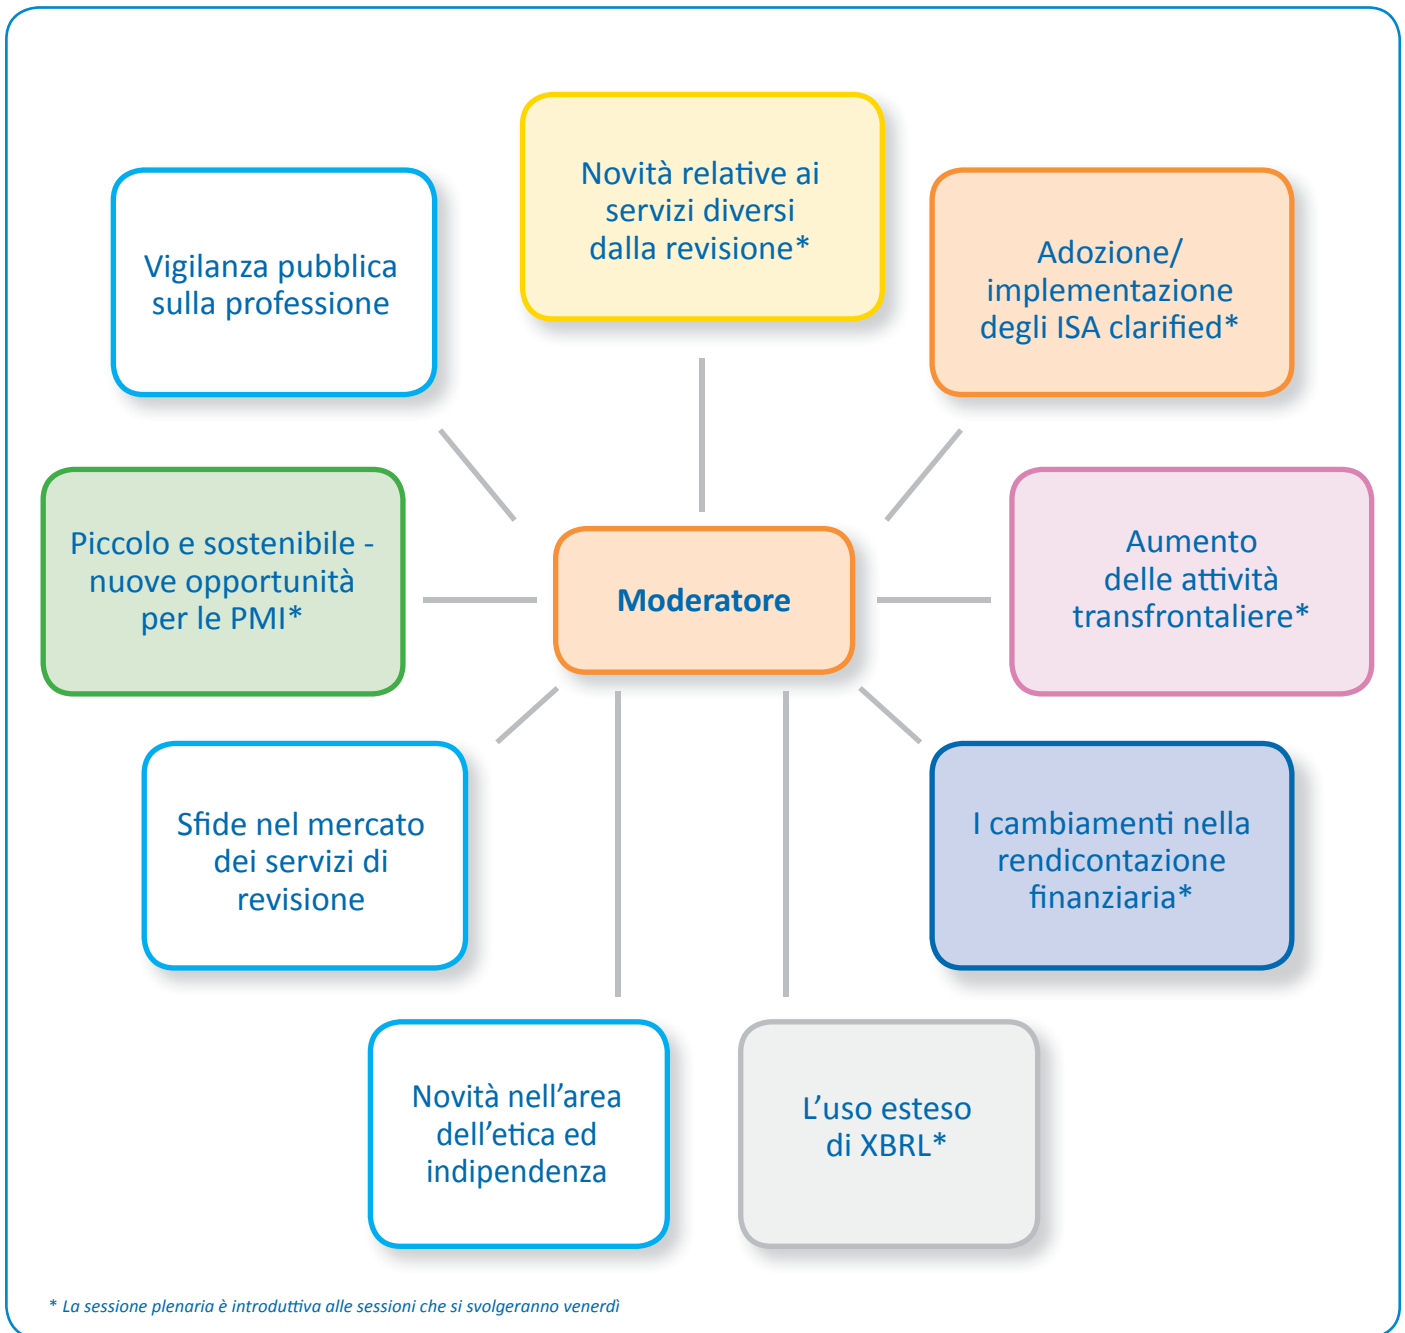 Novità relative ai
servizi diversi
dalla revisione*
Vigilanza pubblica
sulla professione
Adozione/
implementazione
degli ISA clarified*
Piccolo e sostenibile -
nuove opportunità
per le PMI*
Moderatore
Aumento
delle attività
transfrontaliere*
Sfide nel mercato
dei servizi di
revisione
I cambiamenti nella
rendicontazione
finanziaria*
Novità nell’area
dell’etica ed
indipendenza
L’uso esteso
di XBRL*
* La sessione plenaria è introduttiva alle sessioni che si svolgeranno venerdì